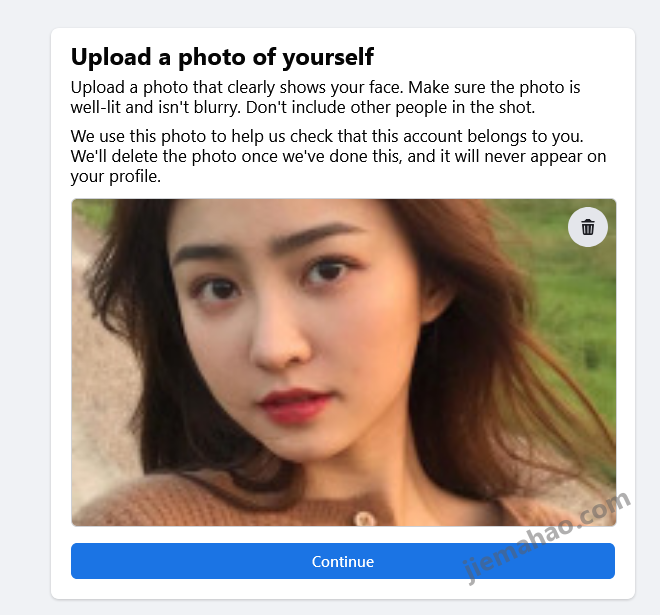 Upload a photo of yourself
Upload a photo that clearly shows your face. Make sure the photo is
well-lit and isn't blurry. Don't include other people in the shot.
We use this photo to help us check that this account belongs to you.
We'll delete the photo once we've done this, and it will never appear on
your profile.
Continue
jiemahao.com